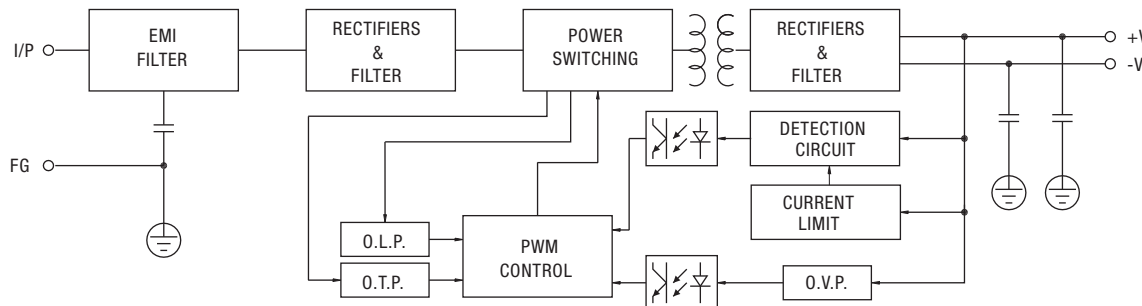 I/P
EMI
FILTER
RECTIFIERS
&
FILTER
POWER
SWITCHING
RECTIFIERS
&
FILTER
+V
-V
FG
DETECTION
CIRCUIT
CURRENT
LIMIT
O.L.P.
O.T.P.
PWM
CONTROL
O.V.P.